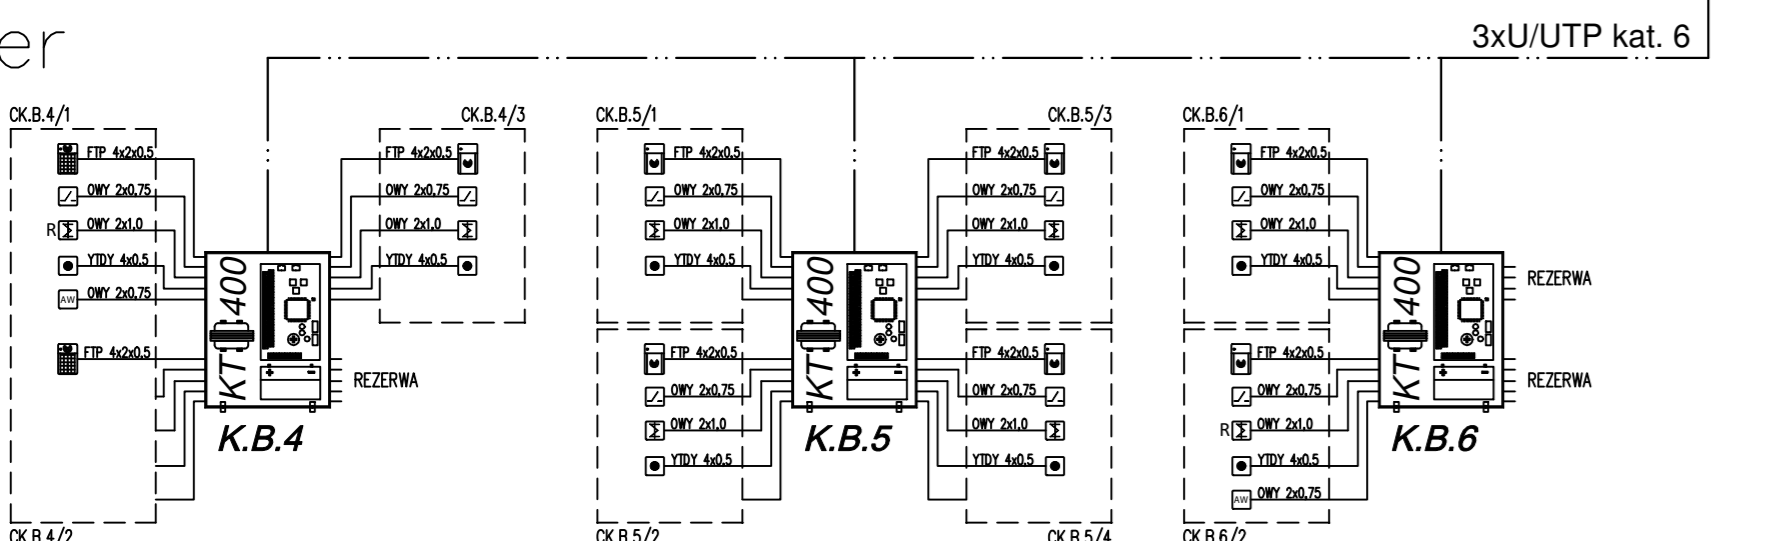 er
3xU/UTP kat. 6
CK.B.4/1
FTP 4x2x0.5
OWY 2x0.75
R OWY 2x1.0
YTDY 4x0.5
AW OWY 2x0.75
FTP 4x2x0.5
CK.B.4/2
KT 400
K.B.4
CK.B.4/3
FTP 4x2x0.5
OWY 2x0.75
OWY 2x1.0
YTDY 4x0.5
REZERWA
CK.B.5/1
FTP 4x2x0.5
OWY 2x0.75
OWY 2x1.0
YTDY 4x0.5
FTP 4x2x0.5
OWY 2x0.75
OWY 2x1.0
YTDY 4x0.5
CK.B.5/2
KT 400
K.B.5
CK.B.5/3
FTP 4x2x0.5
OWY 2x0.75
OWY 2x1.0
YTDY 4x0.5
FTP 4x2x0.5
OWY 2x0.75
OWY 2x1.0
YTDY 4x0.5
CK.B.5/4
CK.B.6/1
FTP 4x2x0.5
OWY 2x0.75
OWY 2x1.0
YTDY 4x0.5
FTP 4x2x0.5
OWY 2x0.75
R OWY 2x1.0
YTDY 4x0.5
AW OWY 2x0.75
CK.B.6/2
KT 400
K.B.6
REZERWA
REZERWA